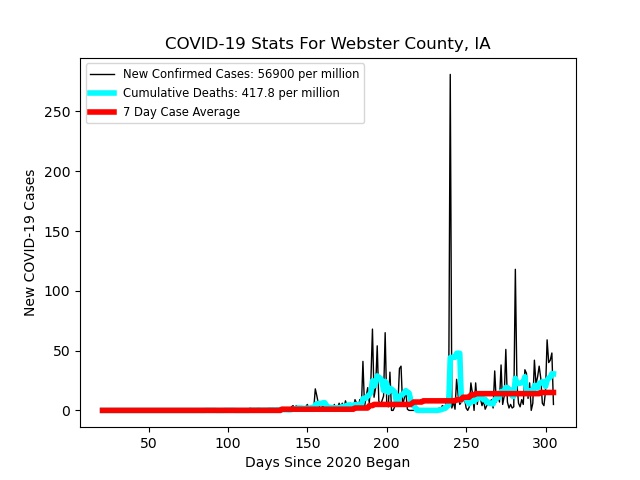 COVID-19 Stats For Webster County, IA
New Confirmed Cases: 56900 per million
Cumulative Deaths: 417.8 per million
7 Day Case Average
New COVID-19 Cases
250
200
150
100
50
0
50 100 150 200 250 300
Days Since 2020 Began